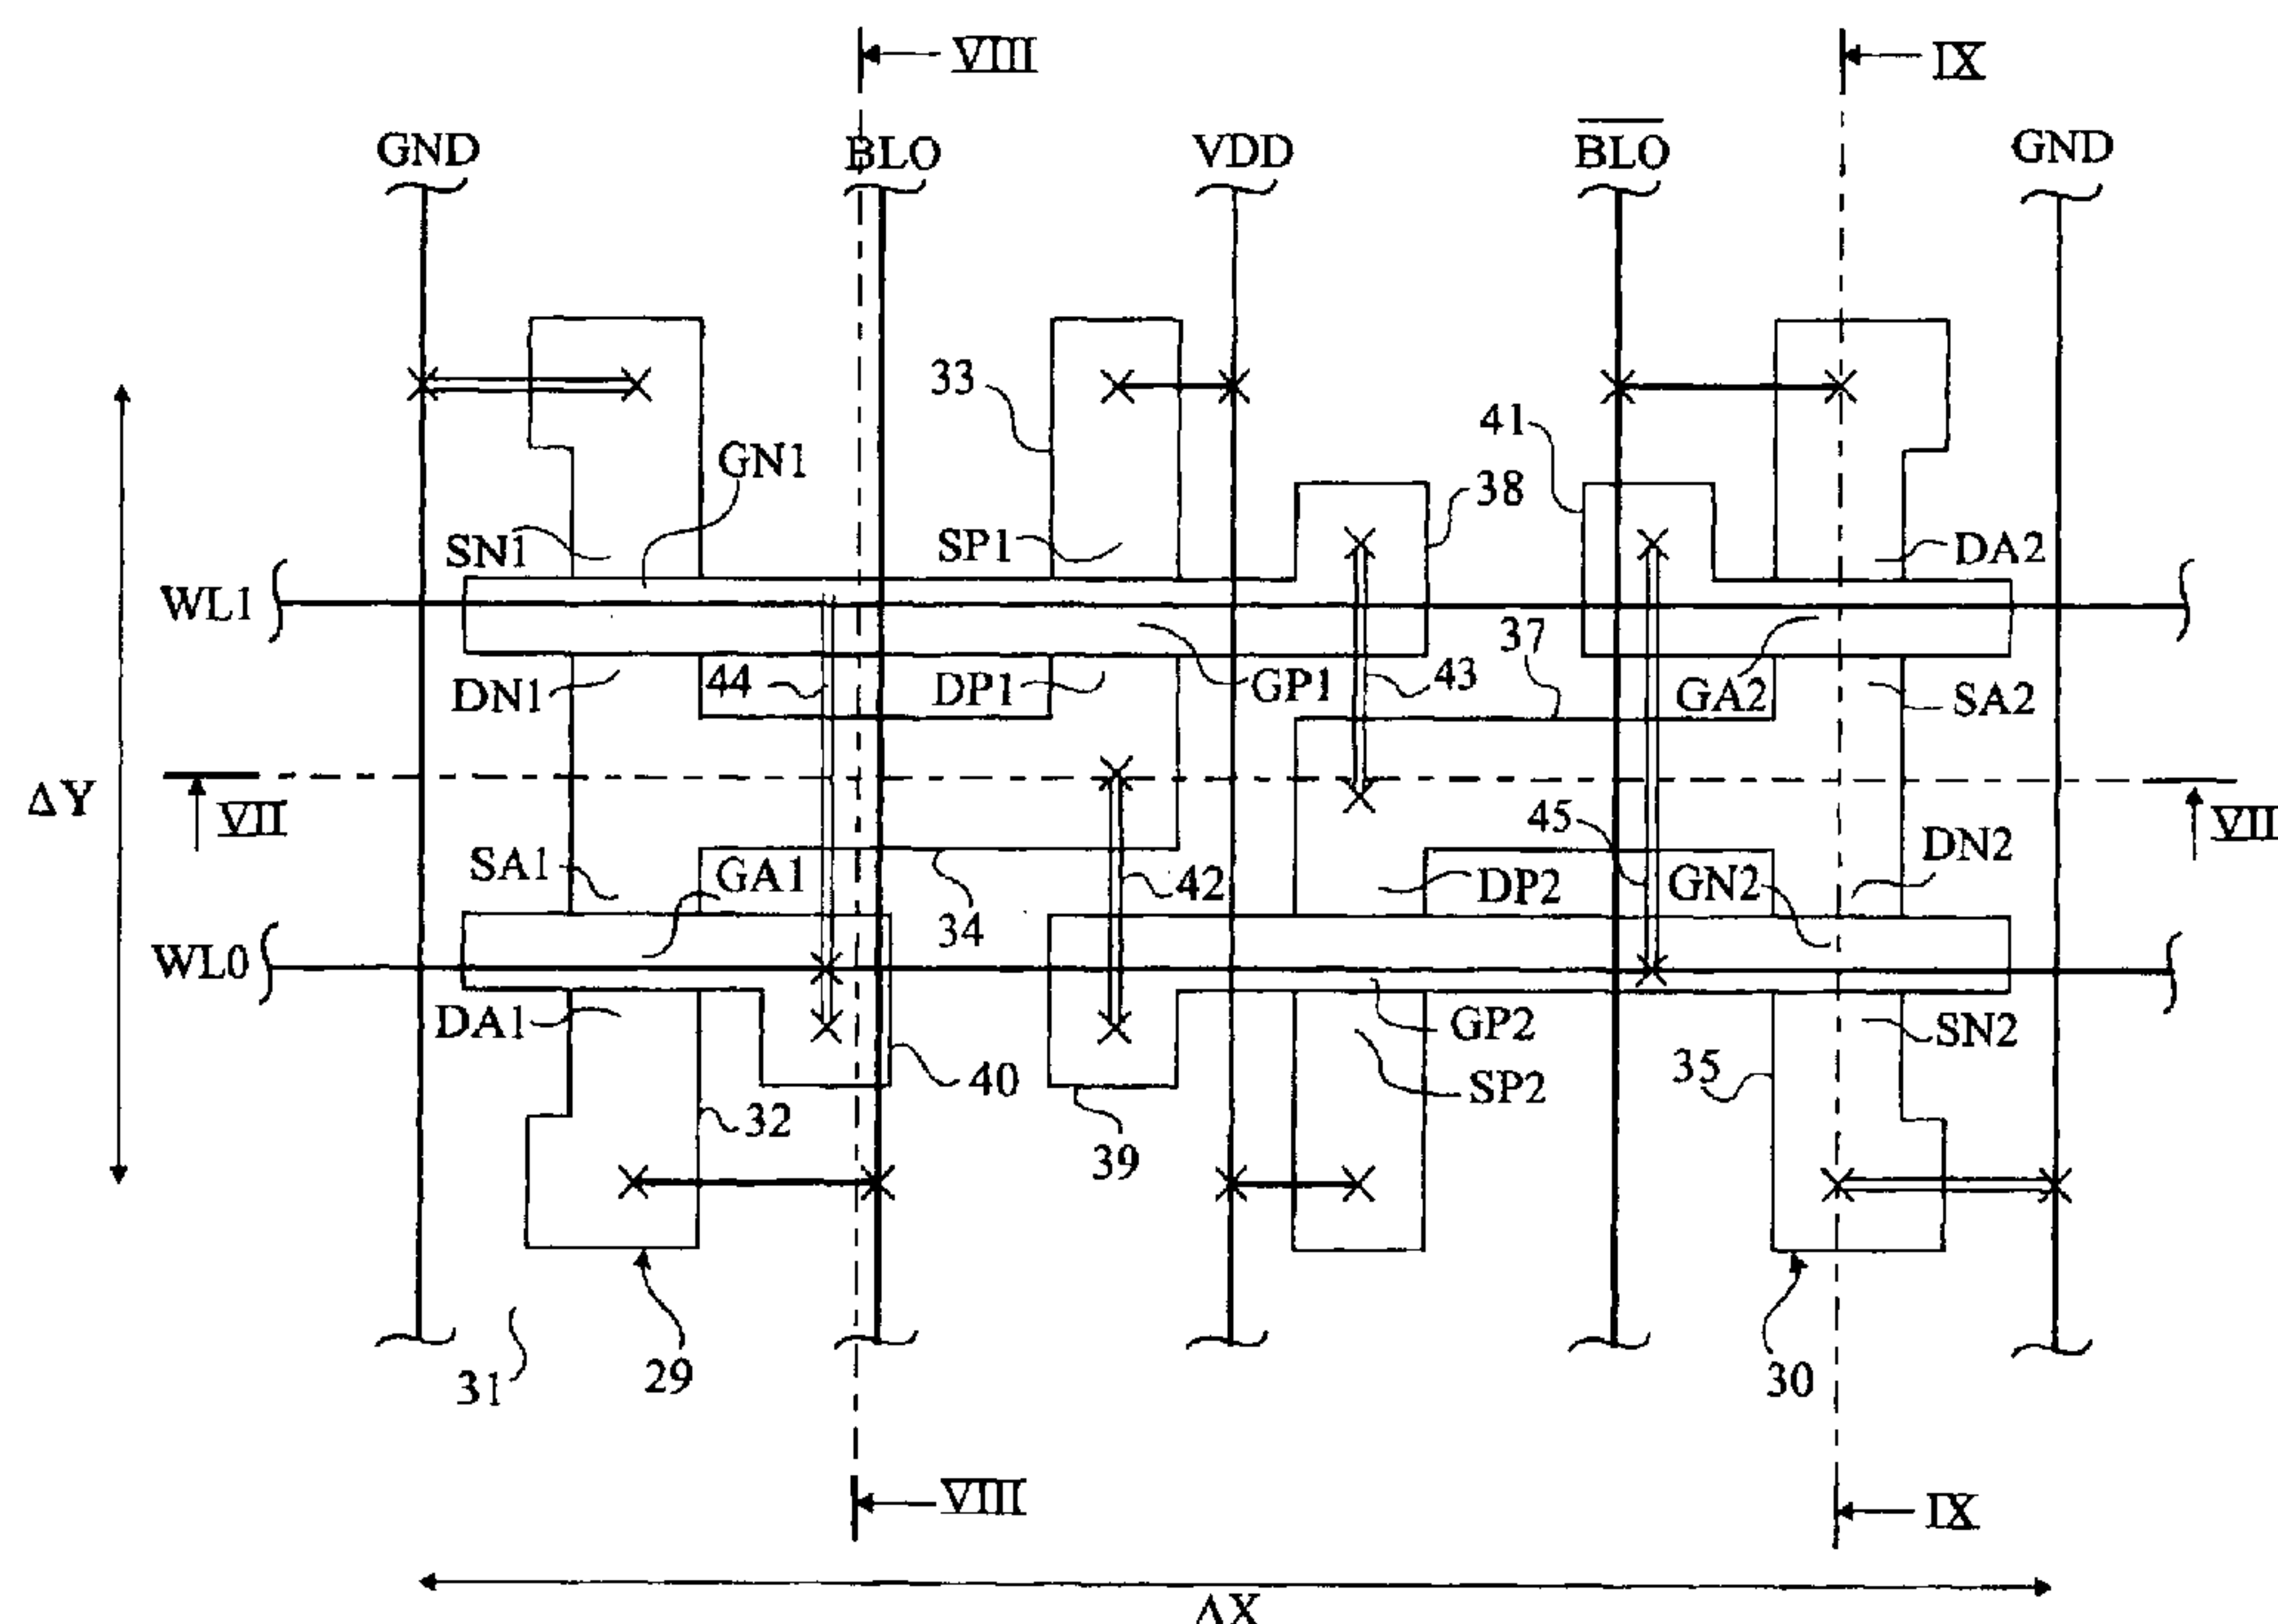 VIII
IX
GND
BLO
VDD
BLO
GND
33
41
GN1
38
SN1
SP1
DA2
WL1
37
DN1
44
DP1
GP1
43
GA2
SA2
ΔY
VII
VII
45
SA1
GA1
42
DP2
GN2
DN2
34
WL0
DA1
GP2
SN2
40
35
SP2
32
39
31
29
30
VIII
IX
ΔX